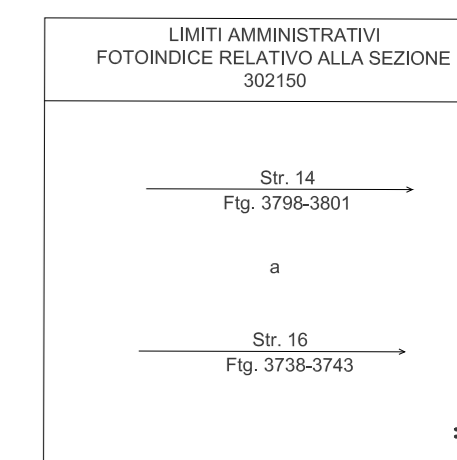 LIMITI AMMINISTRATIVI
FOTOINDICE RELATIVO ALLA SEZIONE
302150
Str. 14
Ftg. 3798-3801
a
Str. 16
Ftg. 3738-3743